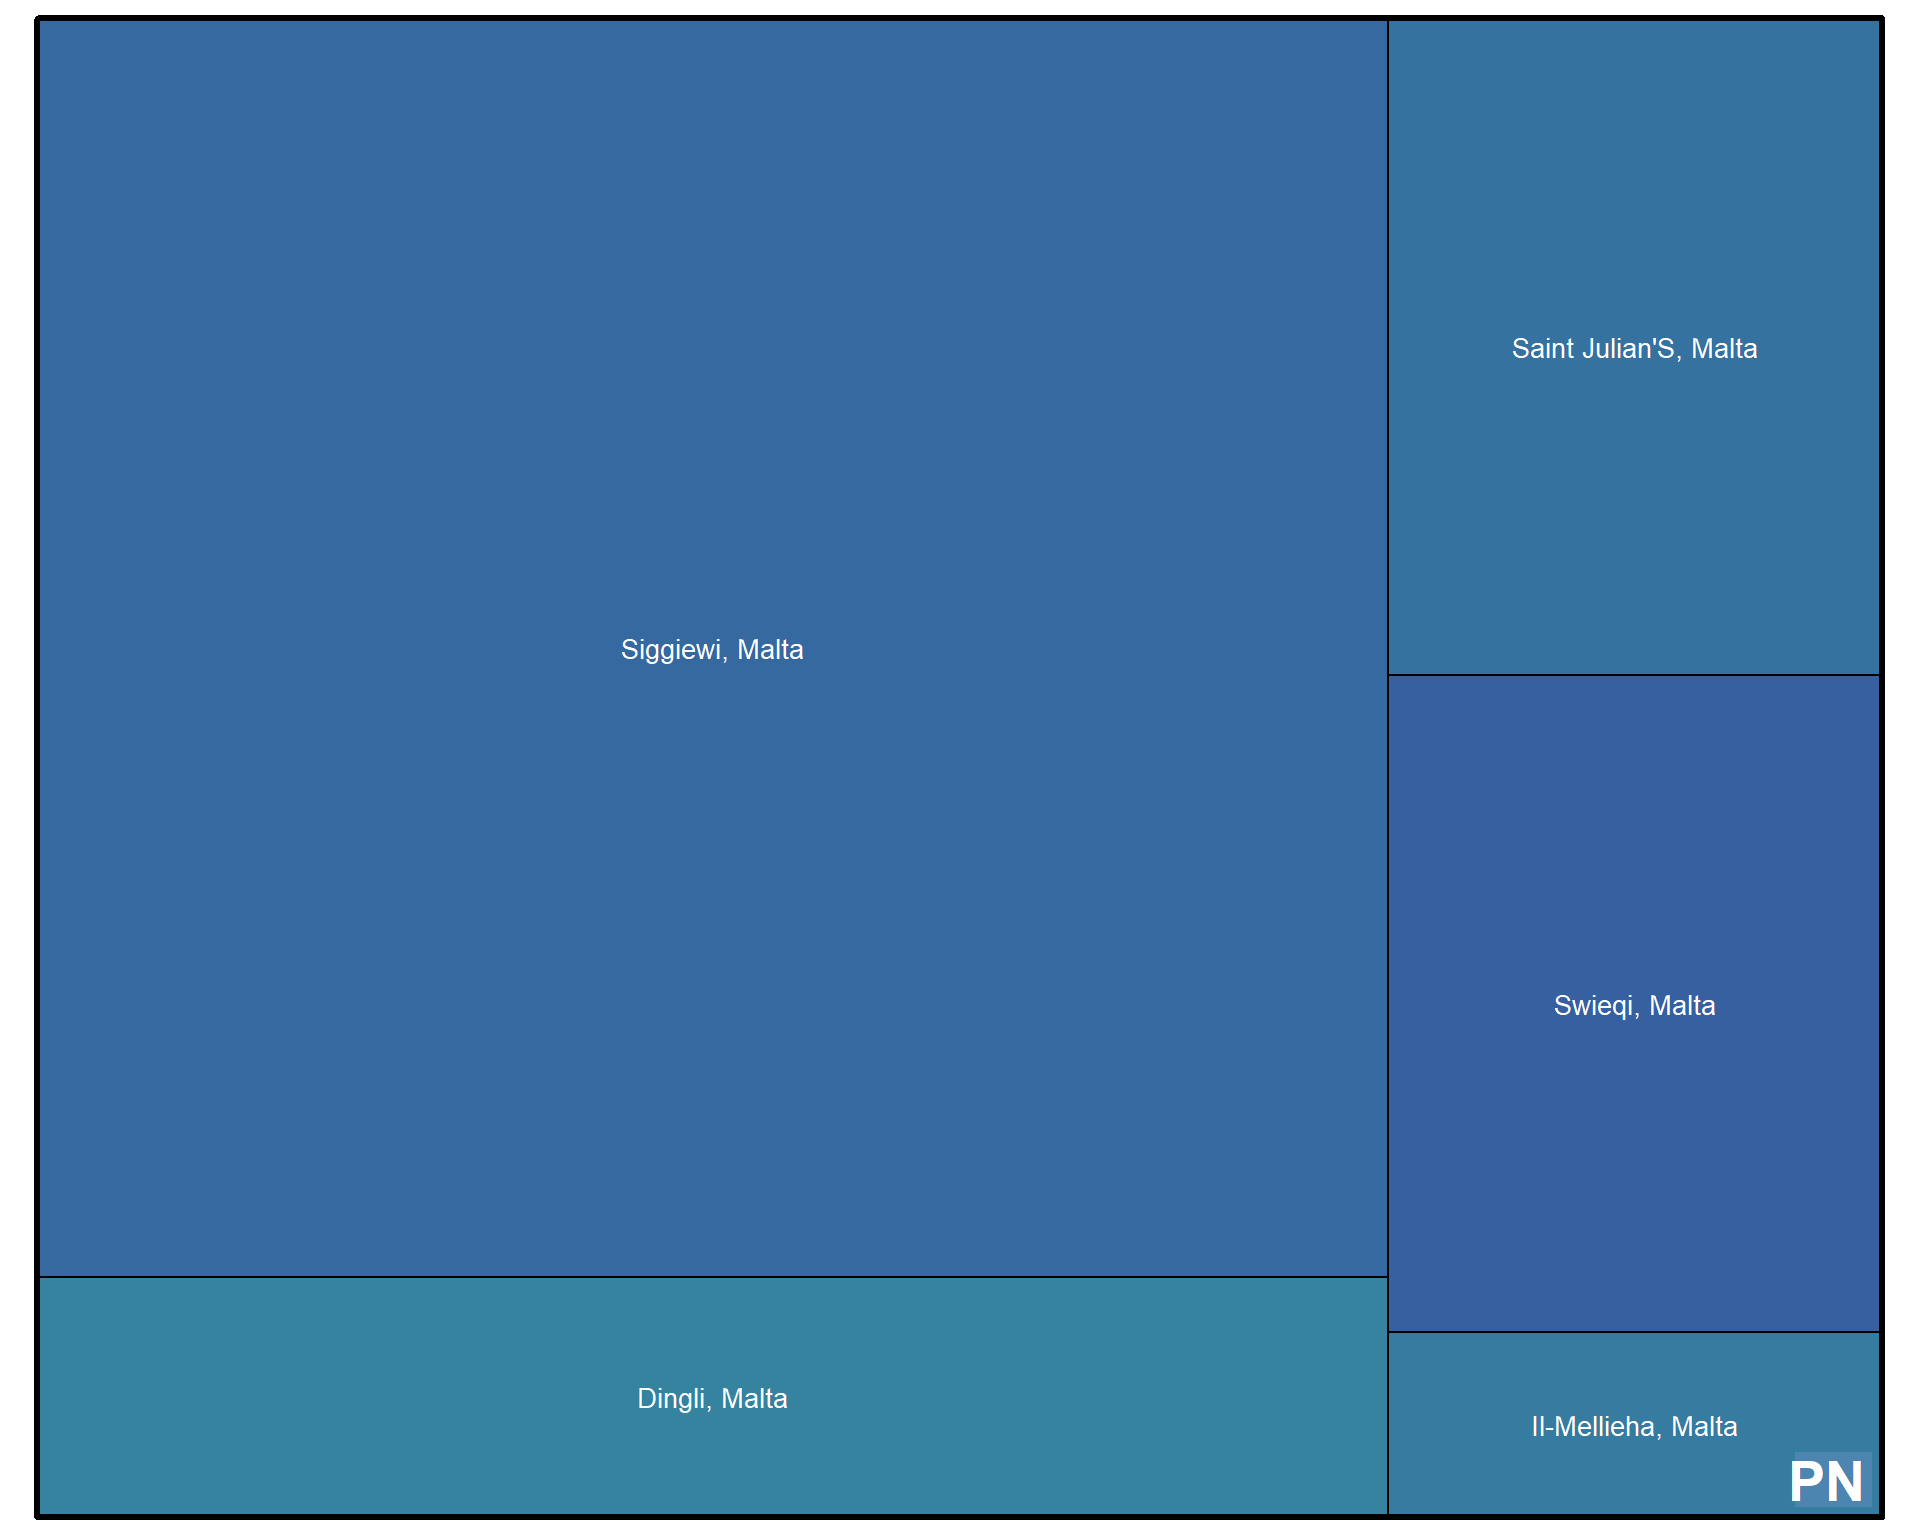 Saint Julian'S, Malta
Siggiewi, Malta
Swieqi, Malta
Dingli, Malta
Il-Mellieha, Malta
PN